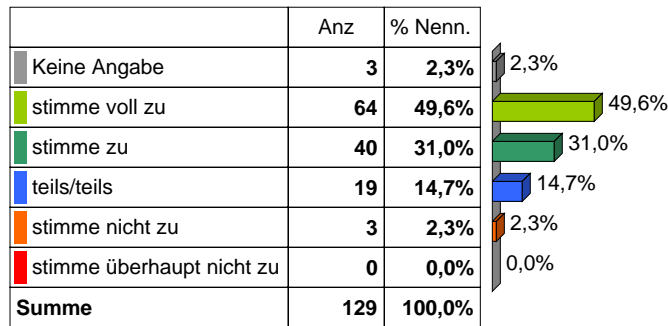 Anz % Nenn.
Keine Angabe 3 2,3% 2,3%
stimme voll zu 64 49,6% 49,6%
stimme zu 40 31,0% 31,0%
teils/teils 19 14,7% 14,7%
stimme nicht zu 3 2,3% 2,3%
stimme überhaupt nicht zu 0 0,0% 0,0%
Summe 129 100,0%